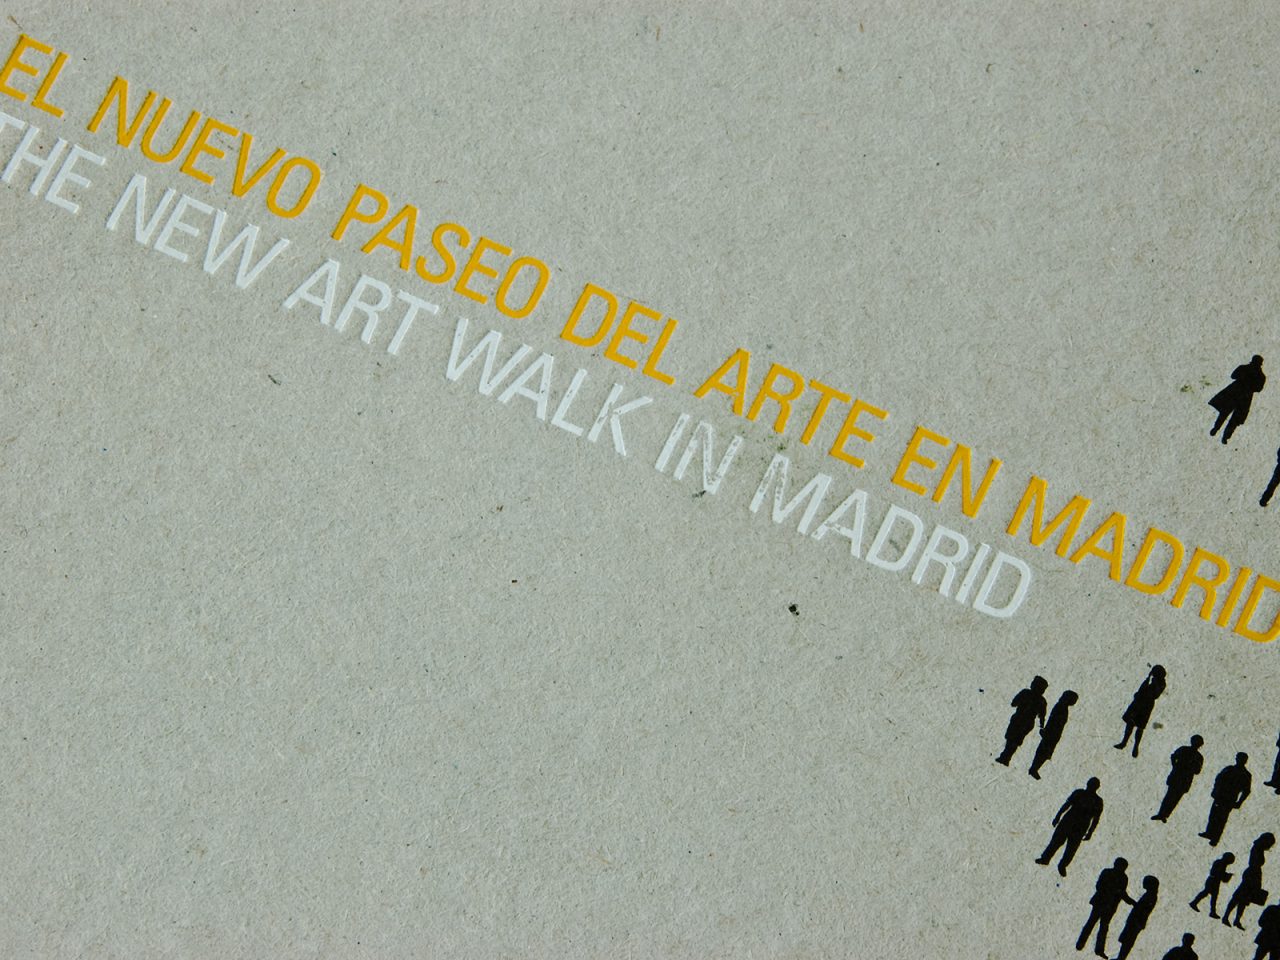 EL NUEVO PASEO DEL ARTE EN MADRID
THE NEW ART WALK IN MADRID